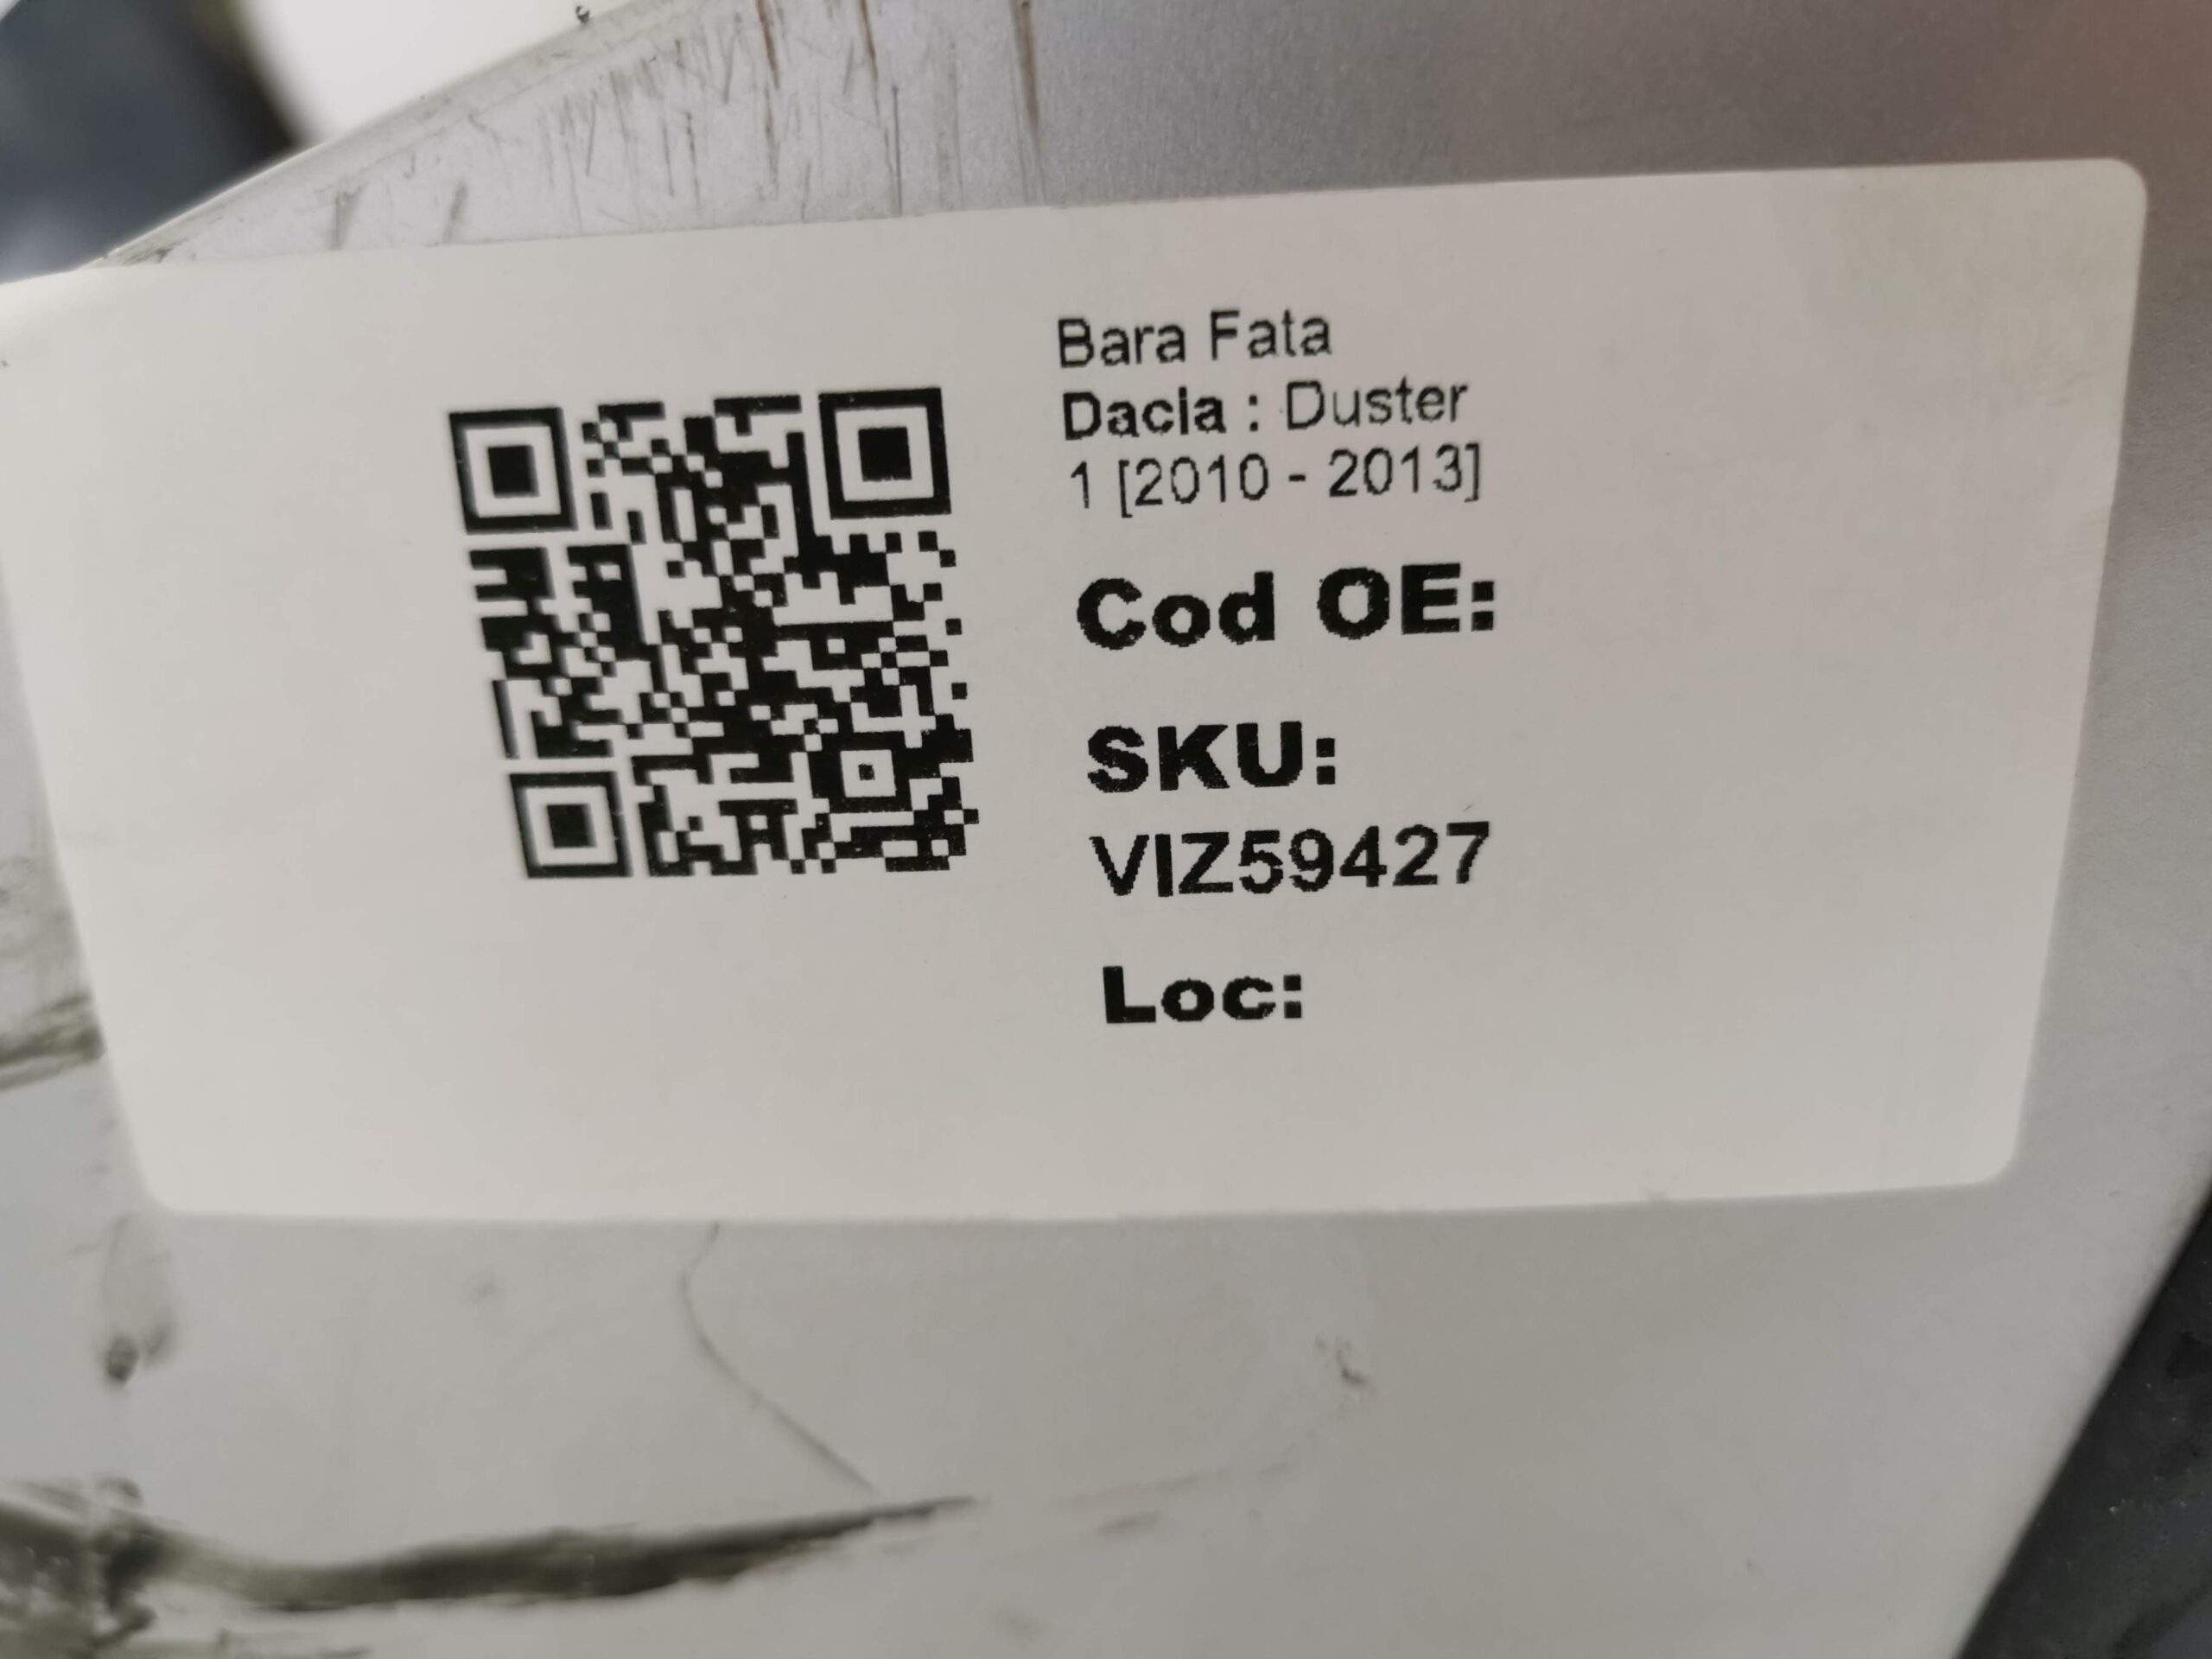 Bara Fata
Dacia : Duster
1 [2010 - 2013]
Cod OE:
SKU:
VIZ59427
Loc: